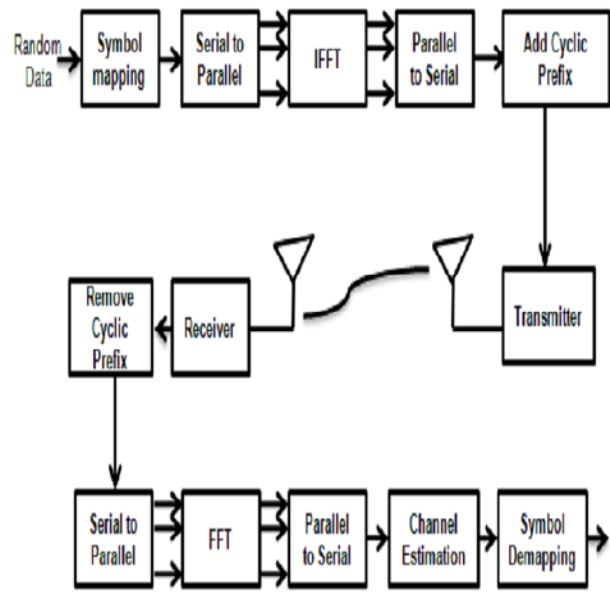 Random
Data
Symbol
mapping
Serial to
Parallel
IFFT
Parallel
to Serial
Add Cyclic
Prefix
Remove
Cyclic
Prefix
Receiver
Transmitter
Serial to
Parallel
FFT
Parallel
to Serial
Channel
Estimation
Symbol
Demapping